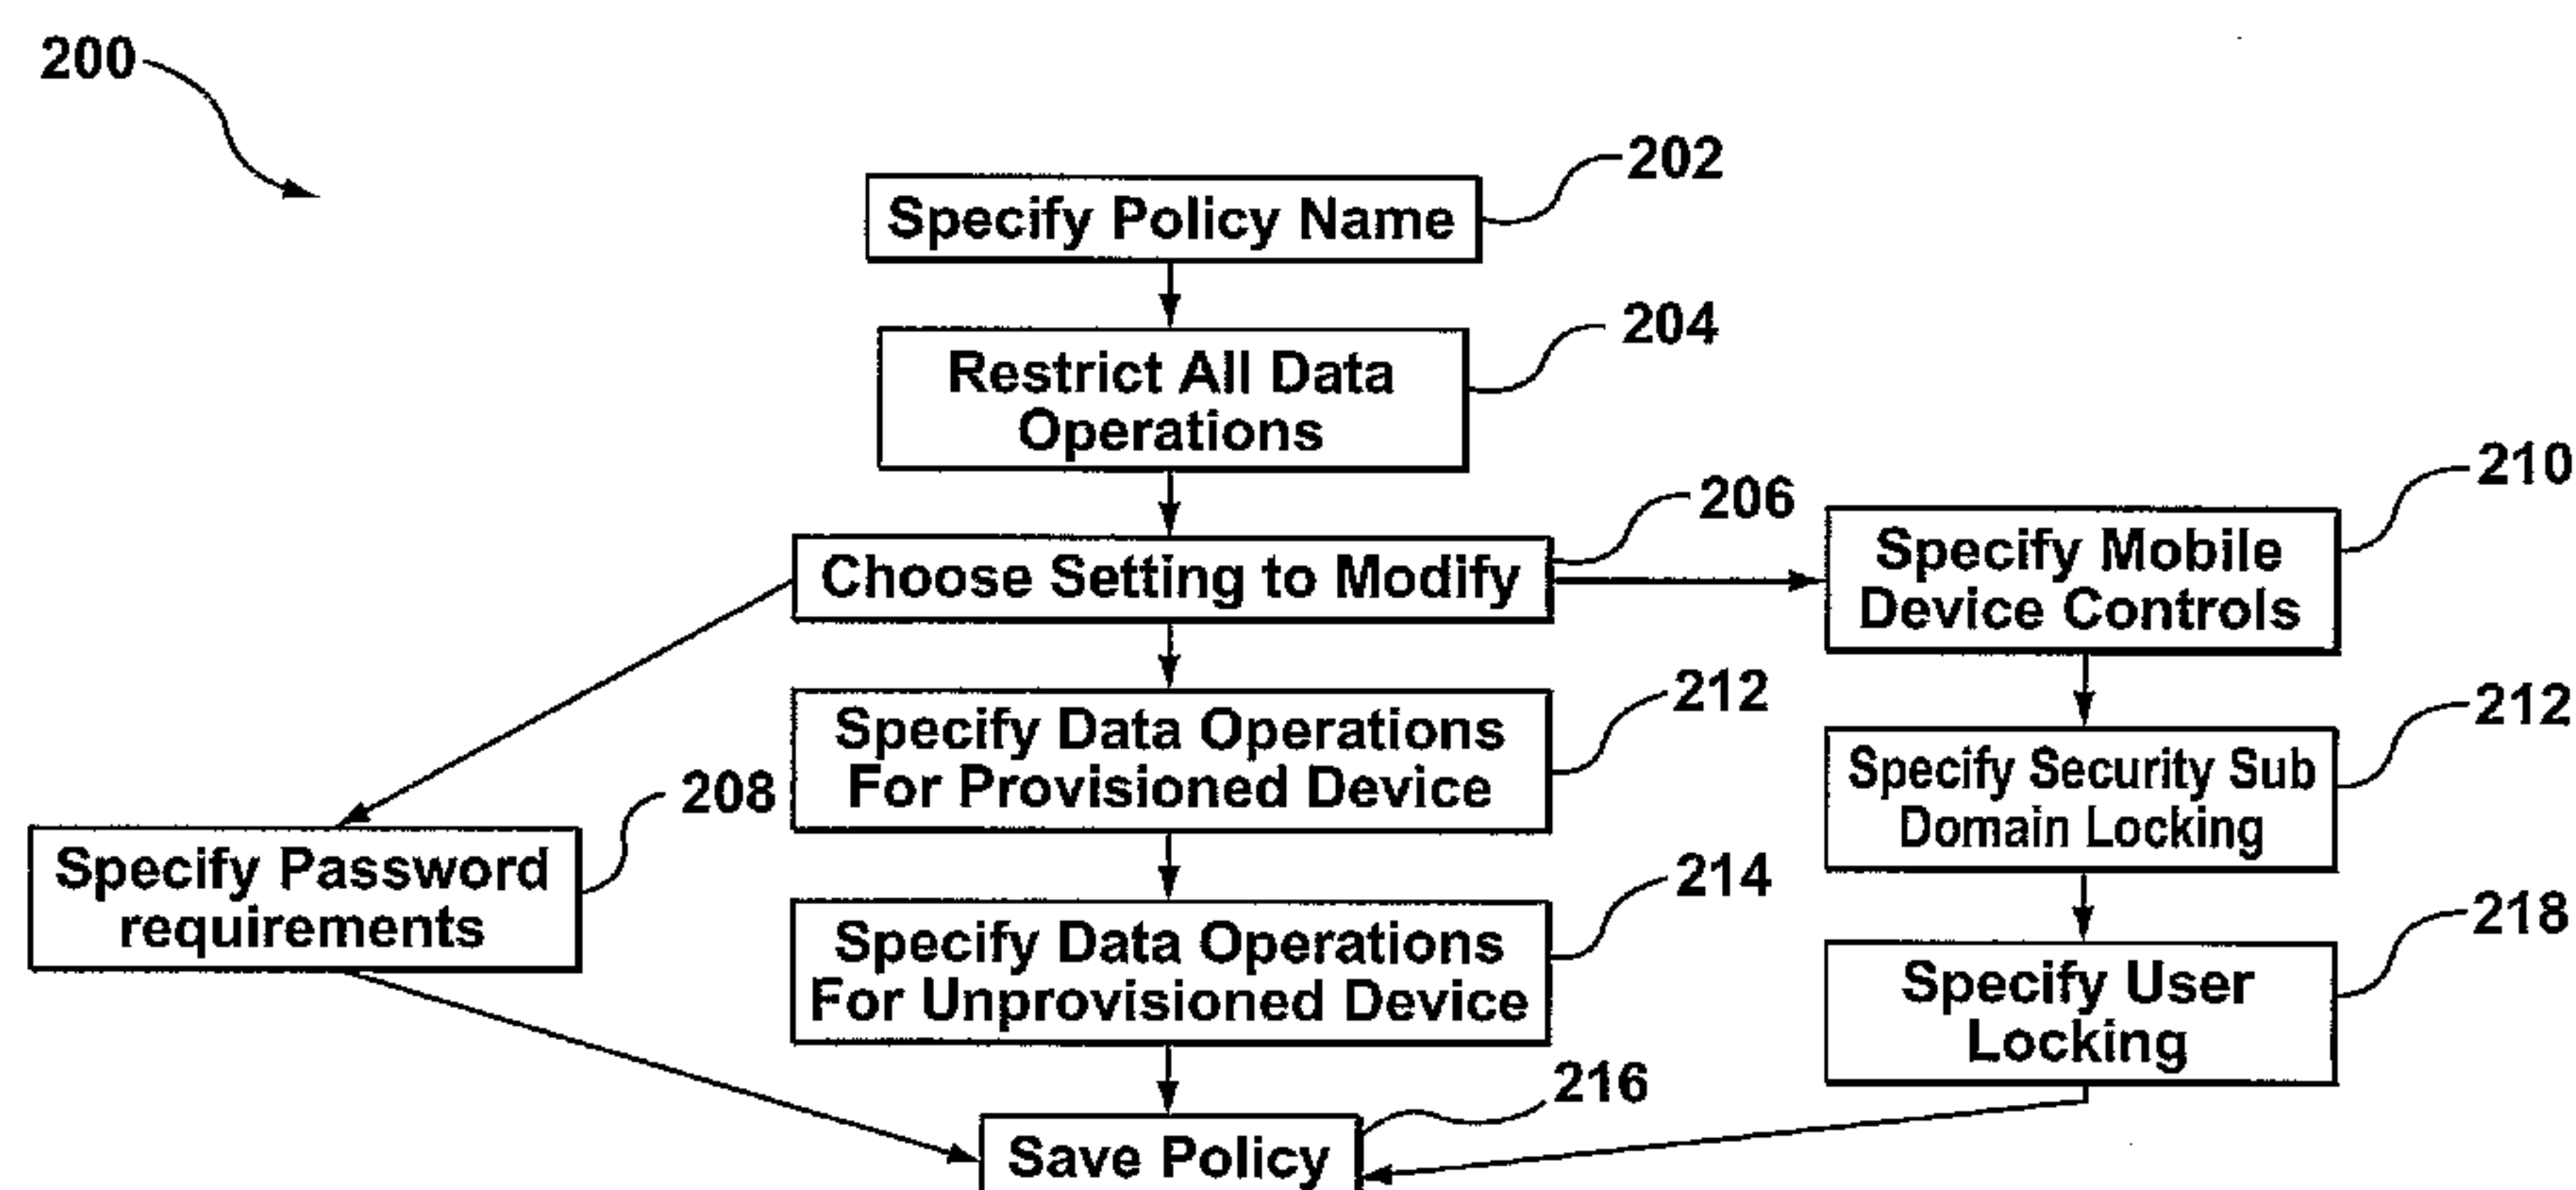 200
202
Specify Policy Name
204
Restrict All Data
Operations
206
Choose Setting to Modify
210
Specify Mobile
Device Controls
212
Specify Data Operations
For Provisioned Device
212
Specify Security Sub
Domain Locking
208
Specify Password
requirements
214
Specify Data Operations
For Unprovisioned Device
218
Specify User
Locking
216
Save Policy